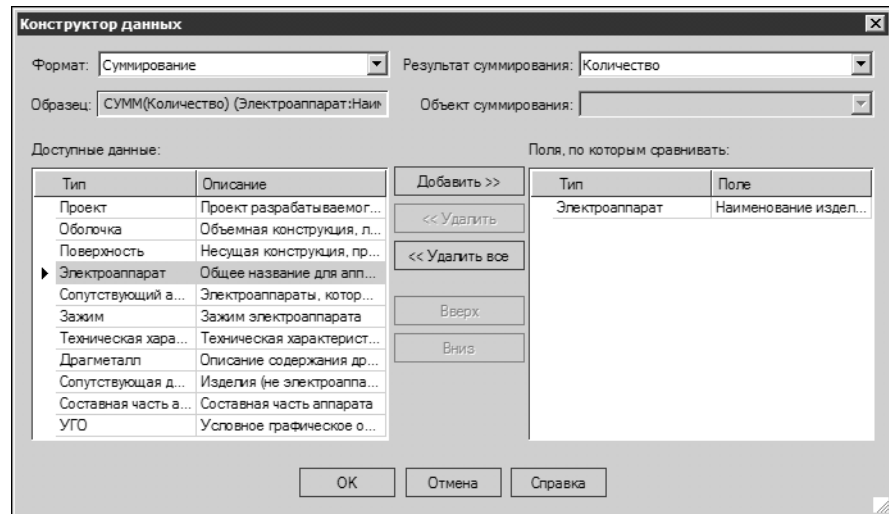 Конструктор данных
Формат: Суммирование Результат суммирования: Количество
Образец: СУММ(Количество) (Электроаппарат:Наим Объект суммирования:
Доступные данные: Поля, по которым сравнивать:
Тип Описание Добавить >> Тип Поле
Проект Проект разрабатываемог... Электроаппарат Наименование издел...
Оболочка Объемная конструкция, л... << Удалить
Поверхность Несущая конструкция, пр... << Удалить все
Электроаппарат Общее название для апп...
Сопутствующий а... Электроаппараты, котор...
Зажим Зажим электроаппарата Вверх
Техническая хара... Техническая характерист... Вниз
Драгметалл Описание содержания др...
Сопутствующая д... Изделия (не электроаппа...
Составная часть а... Составная часть аппарата
УГО Условное графическое о...
OK Отмена Справка